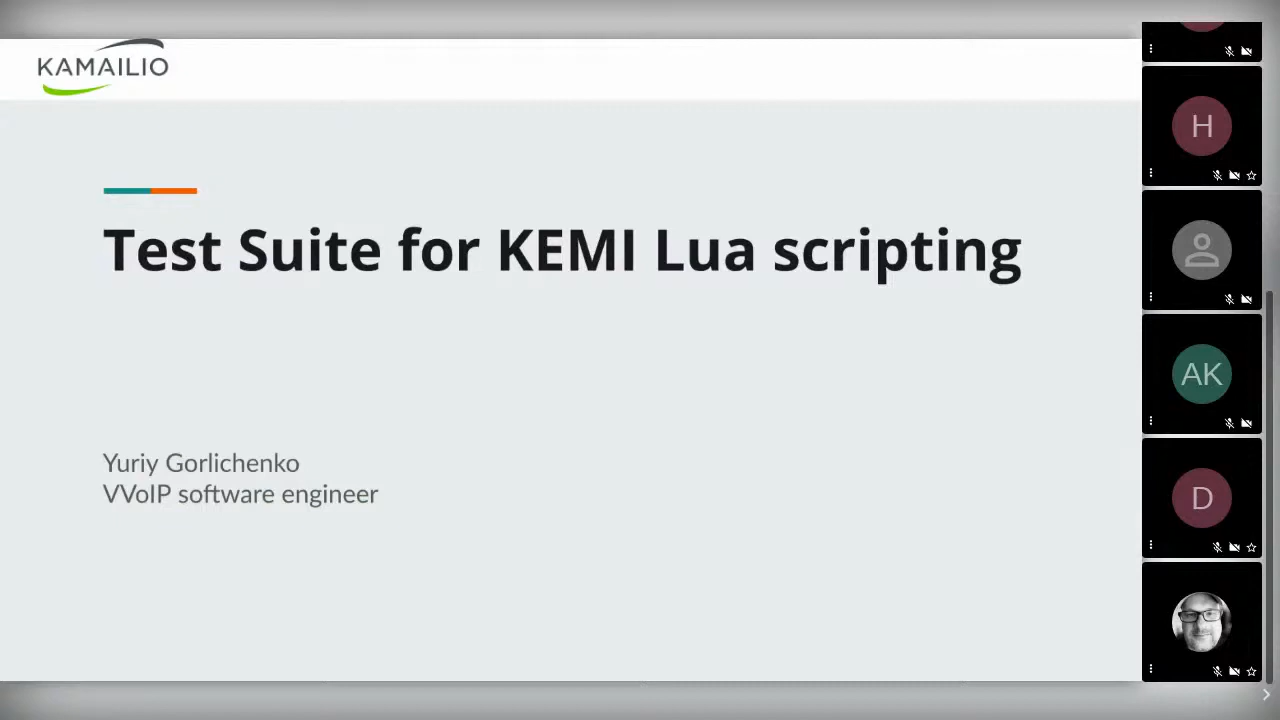 KAMAILIO
Test Suite for KEMI Lua scripting
Yuriy Gorlichenko
VVoIP software engineer
H
AK
D